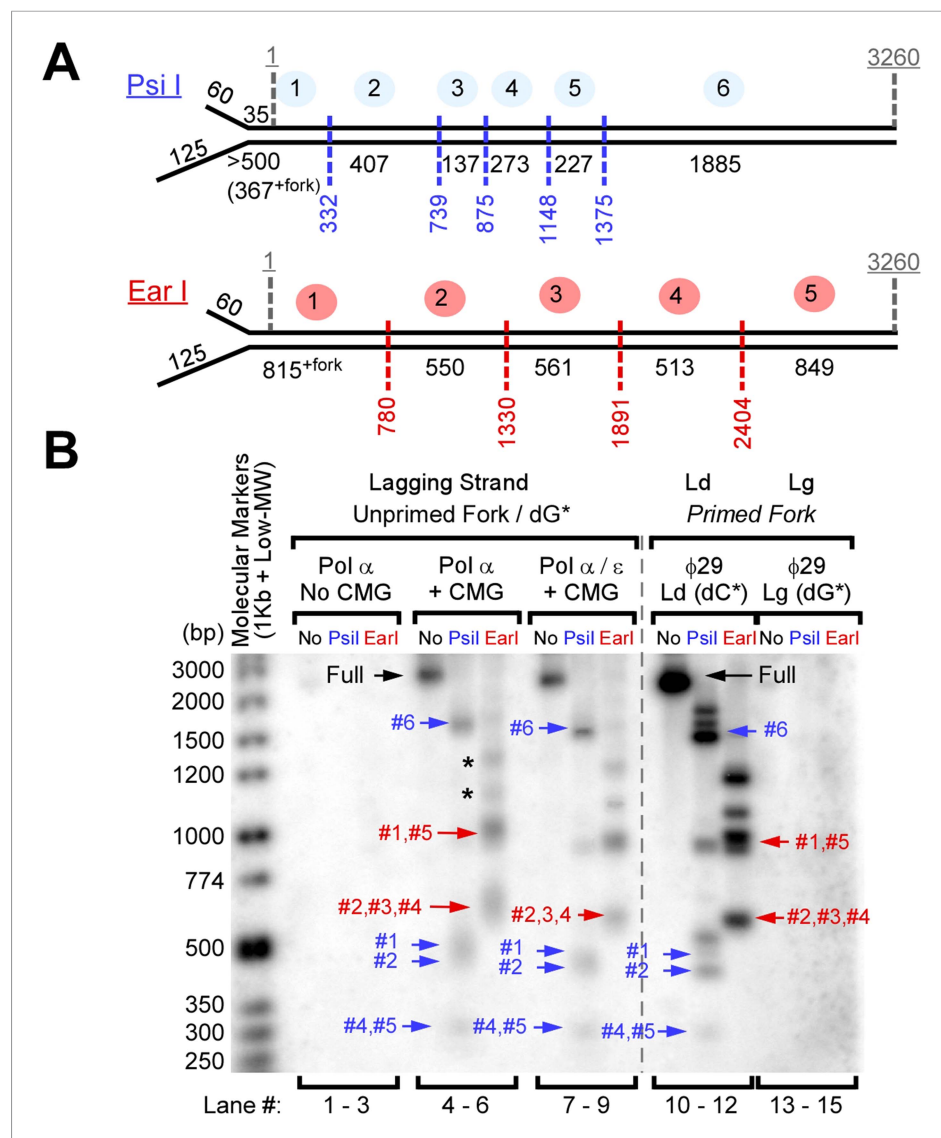 A
1
3260
Psi I
1 2 3 4 5 6
60
35
125
>500 407 137 273 227 1885
(367+fork)
332 739 875 1148 1375
1
3260
Ear I
1 2 3 4 5
60
125
815+fork 550 561 513 849
780 1330 1891 2404
B
Molecular Markers
(1Kb + Low-MW)
Lagging Strand
Unprimed Fork / dG*
Ld Lg
Primed Fork
Pol α
No CMG
Pol α
+ CMG
Pol α / ε
+ CMG
ϕ29
Ld (dC*)
ϕ29
Lg (dG*)
(bp)
No PsiI EarI No PsiI EarI No PsiI EarI No PsiI EarI No PsiI EarI
3000
2000
1500
1200
1000
774
500
350
300
250
Full
Full
#6
#6
#6
*
*
#1,#5
#1,#5
#2,#3,#4
#2,3,4
#2,#3,#4
#1
#2
#1
#2
#1
#2
#4,#5
#4,#5
#4,#5
Lane #: 1 - 3 4 - 6 7 - 9 10 - 12 13 - 15